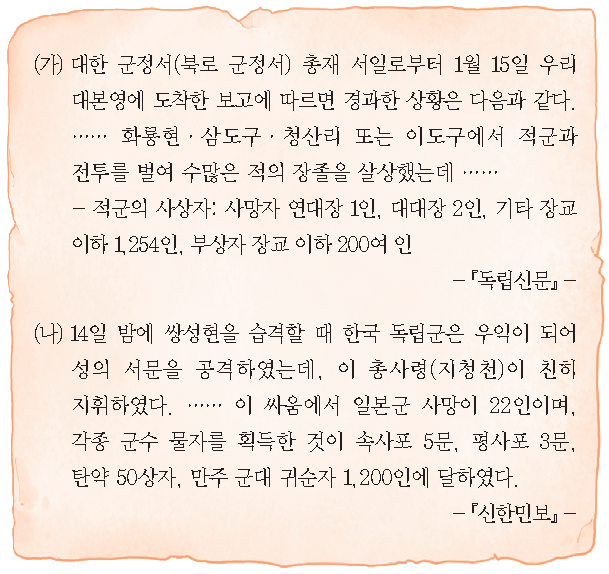 (가) 대한 군정서(북로 군정서) 총재 서일로부터 1월 15일 우리
대본영에 도착한 보고에 따르면 경과한 상황은 다음과 같다.
…… 화룡현·삼도구·청산리 또는 이도구에서 적군과
전투를 벌여 수많은 적의 장졸을 살상했는데 ……
- 적군의 사상자: 사망자 연대장 1인, 대대장 2인, 기타 장교
이하 1,254인, 부상자 장교 이하 200여 인
-『독립신문』-
(나) 14일 밤에 쌍성현을 습격할 때 한국 독립군은 우익이 되어
성의 서문을 공격하였는데, 이 총사령(지청천)이 친히
지휘하였다. …… 이 싸움에서 일본군 사망이 22인이며,
각종 군수 물자를 획득한 것이 속사포 5문, 평사포 3문,
탄약 50상자, 만주 군대 귀순자 1,200인에 달하였다.
-『신한민보』-